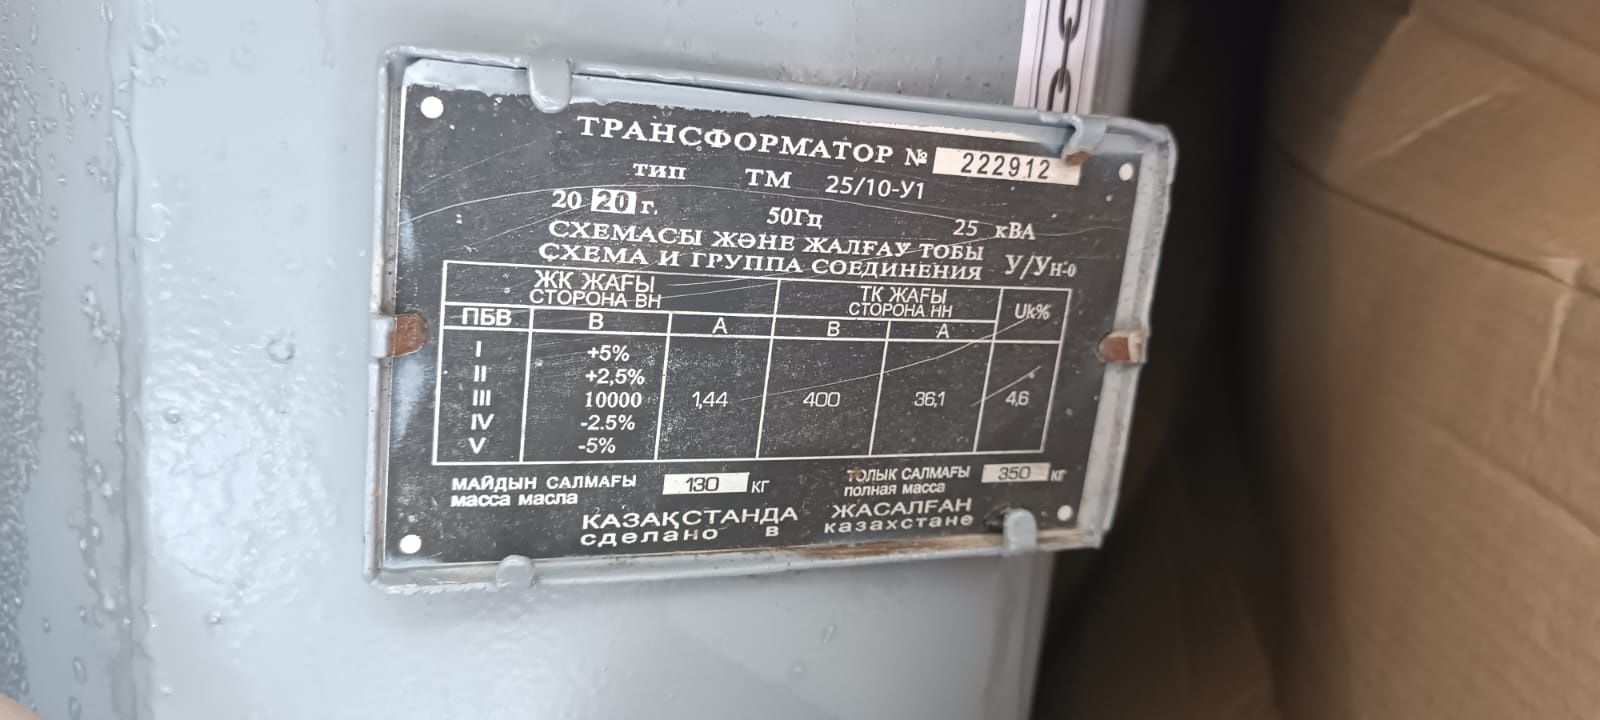 ТРАНСФОРМАТОР № 222912
тип ТМ 25/10-У1
20 20 г. 50Гц 25 кВА
СХЕМАСЫ ЖӘНЕ ЖАЛҒАУ ТОБЫ
СХЕМА И ГРУППА СОЕДИНЕНИЯ У/Ун-0
ЖК ЖАҒЫ ТК ЖАҒЫ
СТОРОНА ВН СТОРОНА НН Uk%
ПБВ В А В А
I +5%
II +2,5%
III 10000 1,44 400 36,1 4,6
IV -2.5%
V -5%
МАЙДЫН САЛМАҒЫ 130 КГ ТОЛЫК САЛМАҒЫ 350 КГ
масса масла полная масса
ҚАЗАҚСТАНДА ЖАСАЛҒАН
сделано в казахстане